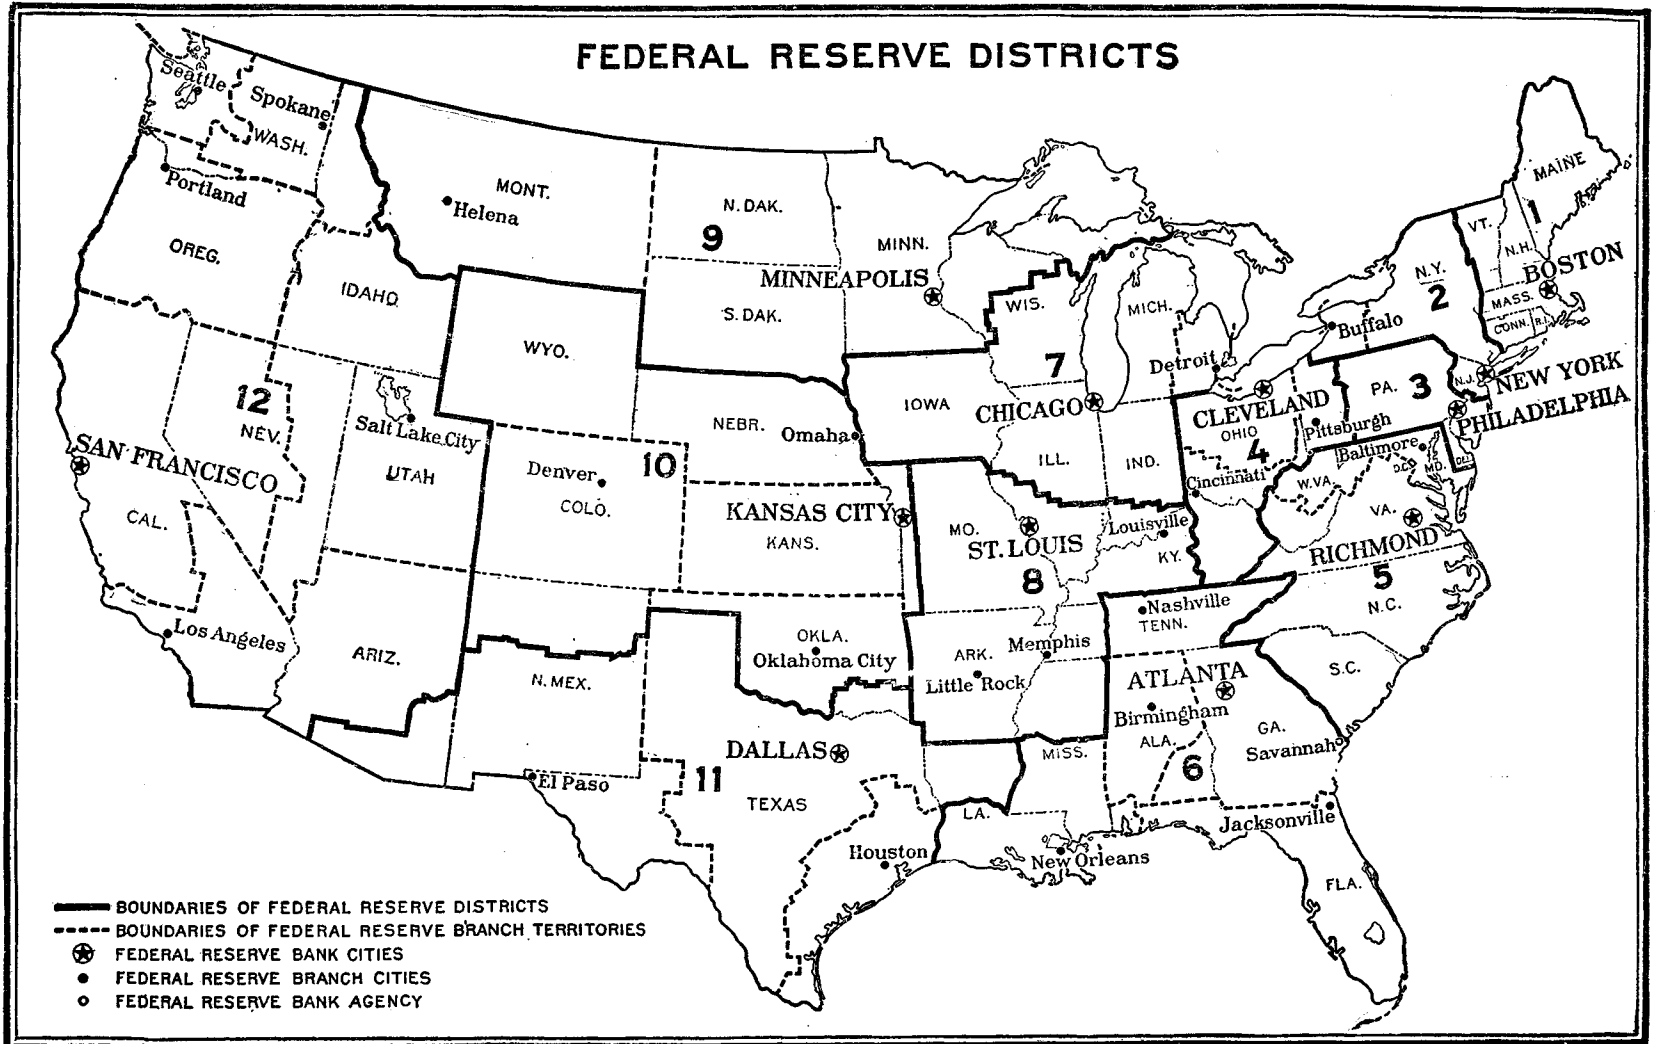 FEDERAL RESERVE DISTRICTS
Seattle
Spokane
WASH.
Portland
OREG.
IDAHO
MONT.
Helena
N. DAK.
9
MINN.
MINNEAPOLIS
S. DAK.
WYO.
WIS.
MICH.
7
Detroit
MAINE
VT.
1
N.H.
BOSTON
N.Y.
2
MASS.
CONN.
R.I.
Buffalo
NEW YORK
N.J.
PA.
3
PHILADELPHIA
12
NEV.
Salt Lake City
UTAH
SAN FRANCISCO
CAL.
Los Angeles
ARIZ.
NEBR.
Omaha
IOWA
CHICAGO
ILL.
IND.
CLEVELAND
OHIO
4
Pittsburgh
Cincinnati
Baltimore
W.VA.
D.C.
MD.
DEL.
VA.
RICHMOND
5
N.C.
Denver
10
COLO.
KANSAS CITY
KANS.
MO.
ST. LOUIS
8
Louisville
KY.
Nashville
TENN.
OKLA.
Oklahoma City
ARK.
Memphis
Little Rock
N. MEX.
El Paso
DALLAS
11
TEXAS
Houston
ATLANTA
Birmingham
ALA.
6
GA.
Savannah
S.C.
MISS.
LA.
New Orleans
Jacksonville
FLA.
BOUNDARIES OF FEDERAL RESERVE DISTRICTS
BOUNDARIES OF FEDERAL RESERVE BRANCH TERRITORIES
FEDERAL RESERVE BANK CITIES
FEDERAL RESERVE BRANCH CITIES
FEDERAL RESERVE BANK AGENCY